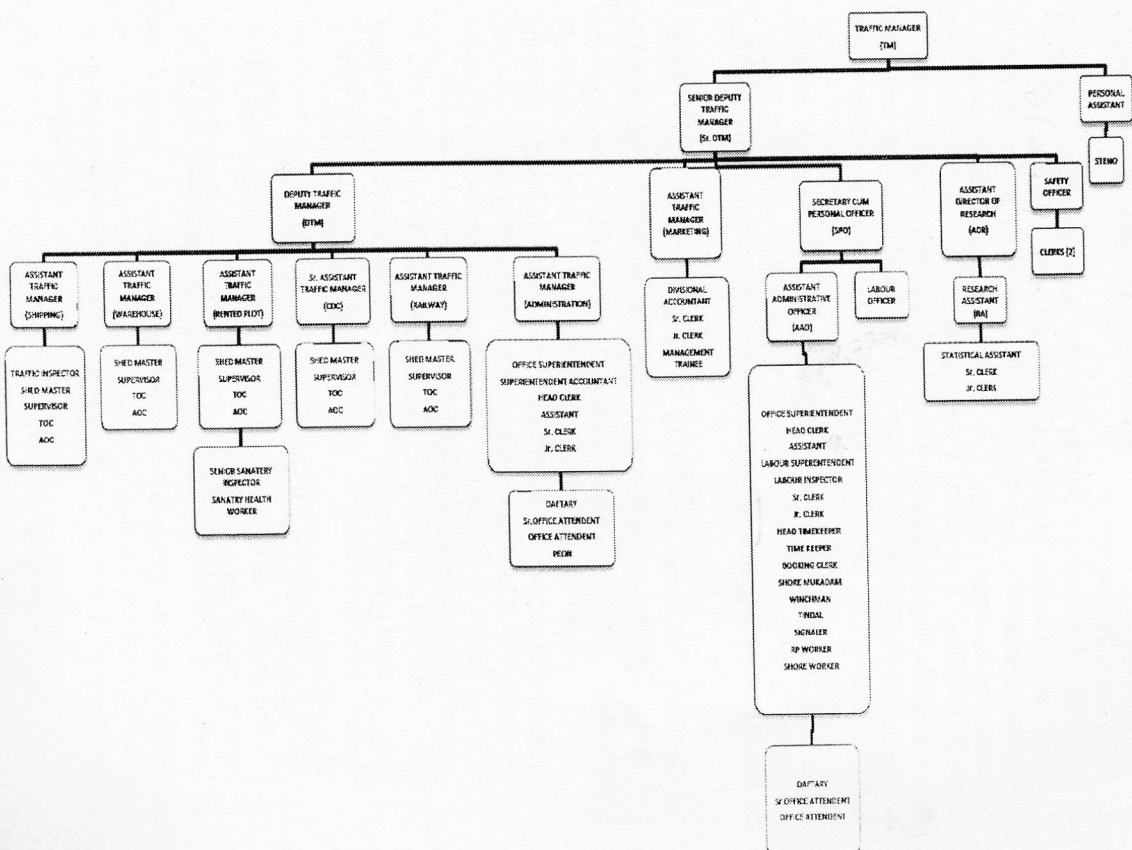 TRAFFIC MANAGER
(TM)
SENIOR DEPUTY
TRAFFIC
MANAGER
(Sr. DTM)
PERSONAL
ASSISTANT
STENO
DEPUTY TRAFFIC
MANAGER
(DTM)
ASSISTANT
TRAFFIC
MANAGER
(MARKETING)
SECRETARY CUM
PERSONAL OFFICER
(SPO)
ASSISTANT
DIRECTOR OF
RESEARCH
(ADR)
SAFETY
OFFICER
CLERKS (2)
ASSISTANT
TRAFFIC
MANAGER
(SHIPPING)
ASSISTANT
TRAFFIC
MANAGER
(WAREHOUSE)
ASSISTANT
TRAFFIC
MANAGER
(RENTED PLOT)
Sr. ASSISTANT
TRAFFIC MANAGER
(CDC)
ASSISTANT
TRAFFIC MANAGER
(RAILWAY)
ASSISTANT TRAFFIC
MANAGER
(ADMINISTRATION)
DIVISIONAL
ACCOUNTANT
Sr. CLERK
Jr. CLERK
MANAGEMENT
TRAINEE
ASSISTANT
ADMINISTRATIVE
OFFICER
(AAO)
LABOUR
OFFICER
RESEARCH
ASSISTANT
(RA)
TRAFFIC INSPECTOR
SHED MASTER
SUPERVISOR
TOC
AOC
SHED MASTER
SUPERVISOR
TOC
AOC
SHED MASTER
SUPERVISOR
TOC
AOC
SHED MASTER
SUPERVISOR
TOC
AOC
SHED MASTER
SUPERVISOR
TOC
AOC
OFFICE SUPERIENTENDENT
SUPERIENTENDENT ACCOUNTANT
HEAD CLERK
ASSISTANT
Sr. CLERK
Jr. CLERK
STATISTICAL ASSISTANT
Sr. CLERK
Jr. CLERK
SENIOR SANATERY
INSPECTOR
SANATRY HEALTH
WORKER
DAFTARY
Sr.OFFICE ATTENDENT
OFFICE ATTENDENT
PEON
OFFICE SUPERIENTENDENT
HEAD CLERK
ASSISTANT
LABOUR SUPERENTENDENT
LABOUR INSPECTOR
Sr. CLERK
Jr. CLERK
HEAD TIMEKEEPER
TIME KEEPER
BOOKING CLERK
SHORE MUKADAM
WINCHMAN
TINDAL
SIGNALER
RP WORKER
SHORE WORKER
DAFTARY
Sr.OFFICE ATTENDENT
OFFICE ATTENDENT